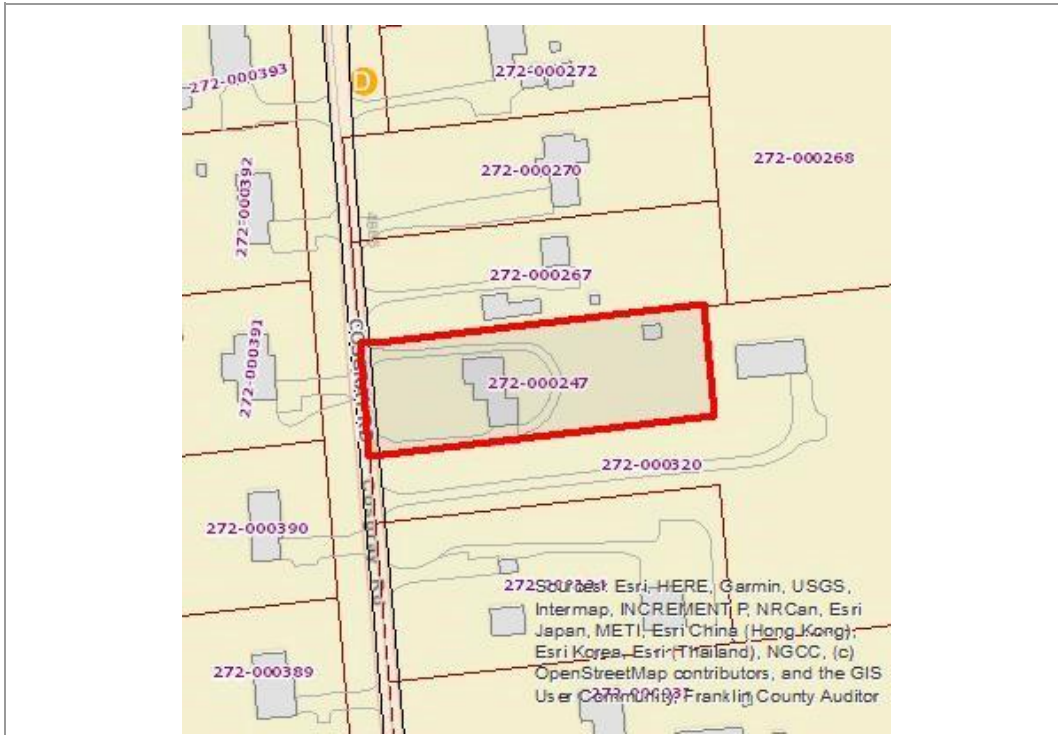 272-000393
D
272-000272
272-000392
272-000270
272-000268
272-000267
272-000391
272-000247
272-000320
272-000390
272-000389
Sources: Esri, HERE, Garmin, USGS,
Intermap, INCREMENT P, NRCan, Esri
Japan, METI, Esri China (Hong Kong),
Esri Korea, Esri (Thailand), NGCC, (c)
OpenStreetMap contributors, and the GIS
User Community, Franklin County Auditor